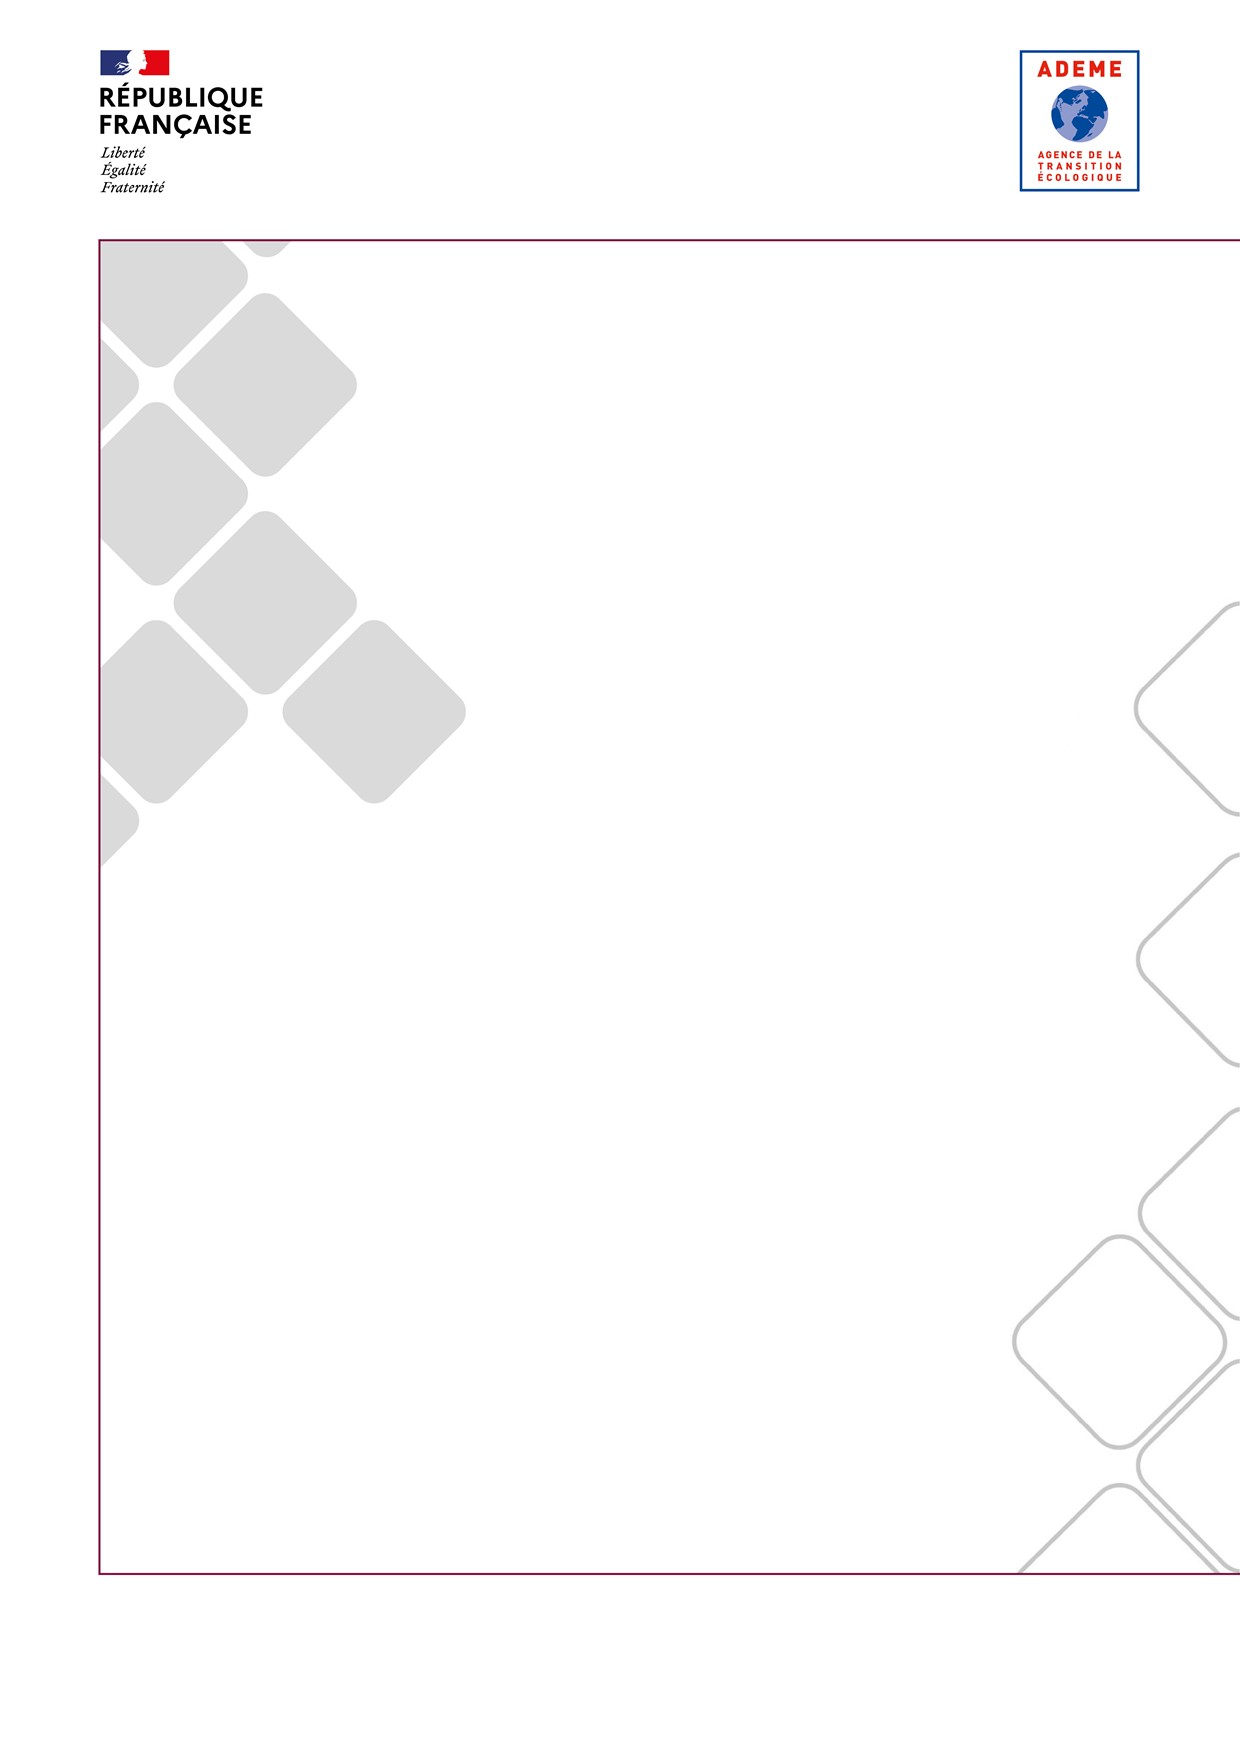 RÉPUBLIQUE
FRANÇAISE
Liberté
Égalité
Fraternité
ADEME
AGENCE DE LA
TRANSITION
ÉCOLOGIQUE